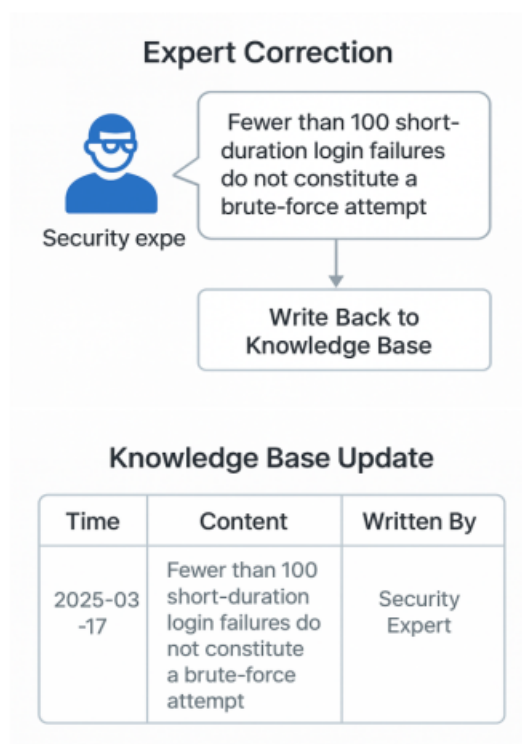 Expert Correction
Fewer than 100 short-
duration login failures
do not constitute a
brute-force attempt
Security expe
Write Back to
Knowledge Base
Knowledge Base Update
Time
Content
Written By
2025-03
-17
Fewer than 100
short-duration
login failures do
not constitute
a brute-force
attempt
Security
Expert